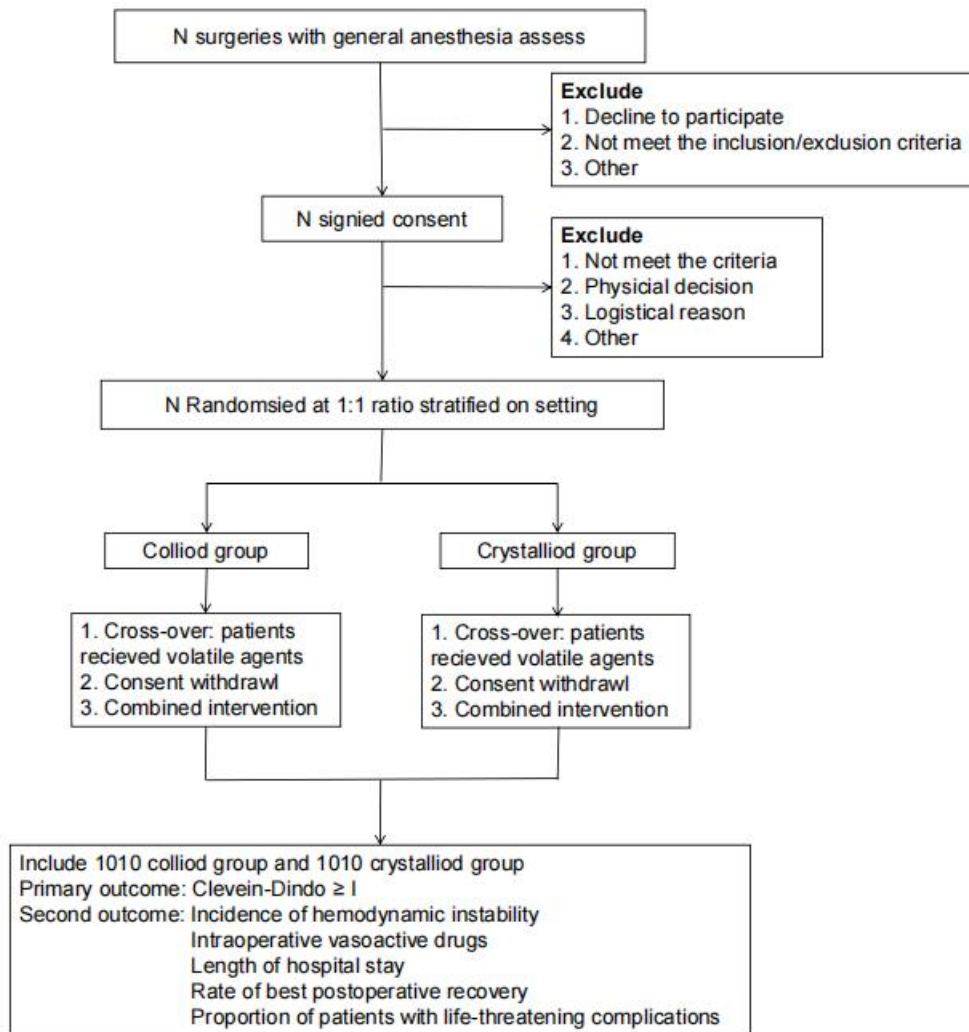 N surgeries with general anesthesia assess
Exclude
1. Decline to participate
2. Not meet the inclusion/exclusion criteria
3. Other
N signied consent
Exclude
1. Not meet the criteria
2. Physicial decision
3. Logistical reason
4. Other
N Randomsied at 1:1 ratio stratified on setting
Colliod group
Crystalliod group
1. Cross-over: patients
recieved volatile agents
2. Consent withdrawl
3. Combined intervention
1. Cross-over: patients
recieved volatile agents
2. Consent withdrawl
3. Combined intervention
Include 1010 colliod group and 1010 crystalliod group
Primary outcome: Clevein-Dindo ≥ I
Second outcome: Incidence of hemodynamic instability
Intraoperative vasoactive drugs
Length of hospital stay
Rate of best postoperative recovery
Proportion of patients with life-threatening complications